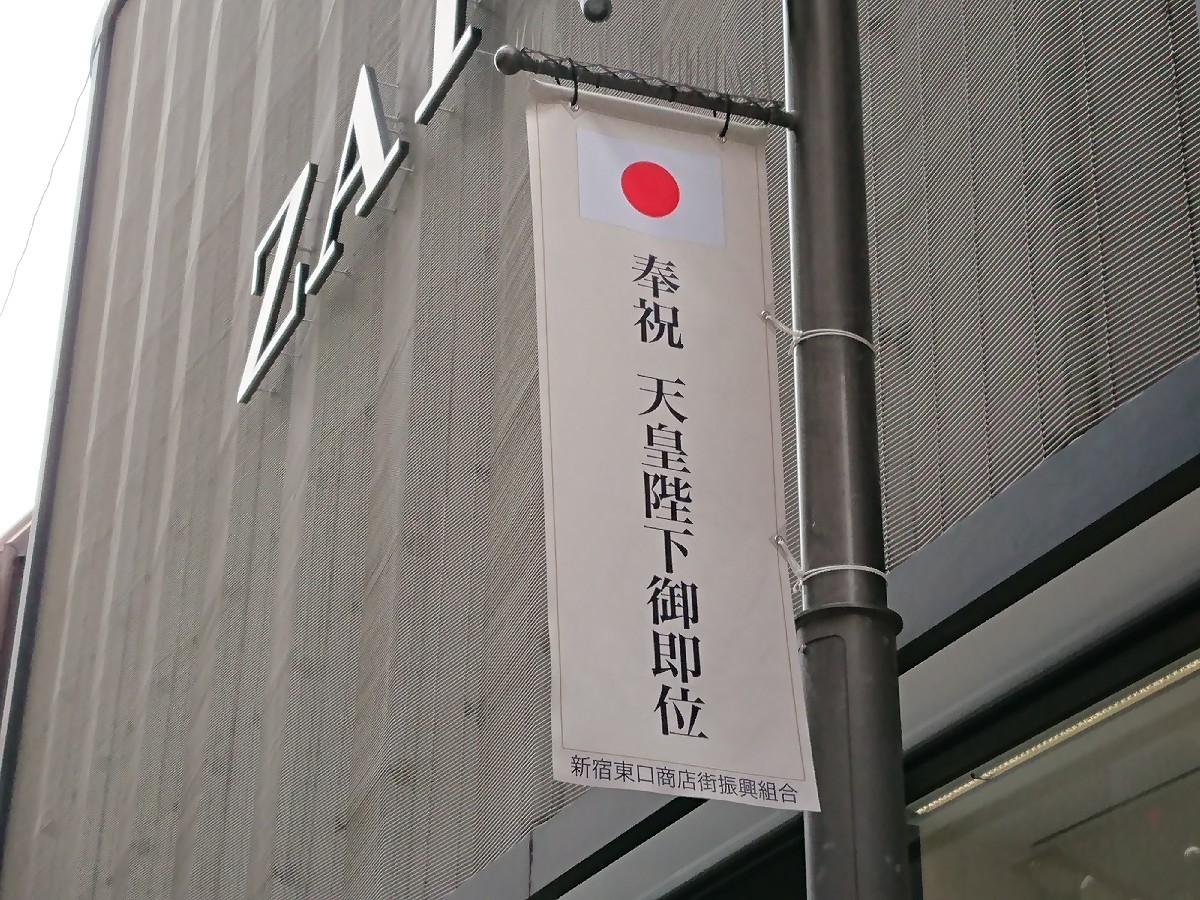 ZA
奉祝 天皇陛下御即位
新宿東口商店街振興組合